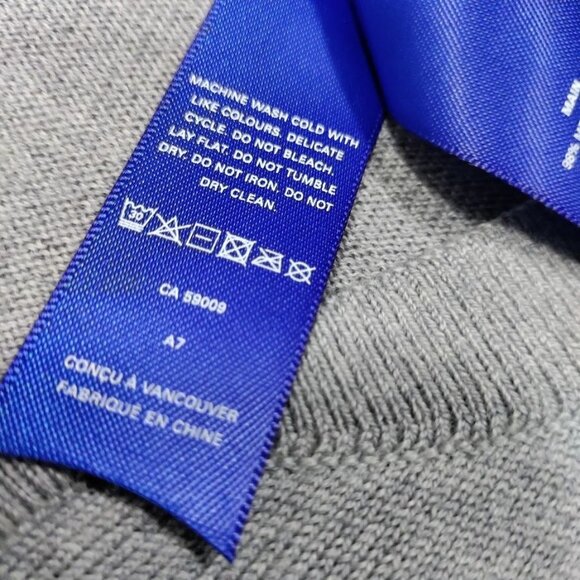 MACHINE WASH COLD WITH
LIKE COLOURS. DELICATE
CYCLE. DO NOT BLEACH.
LAY FLAT. DO NOT TUMBLE
DRY. DO NOT IRON. DO NOT
DRY CLEAN.
30
CA 59009
A7
CONÇU À VANCOUVER
FABRIQUÉ EN CHINE